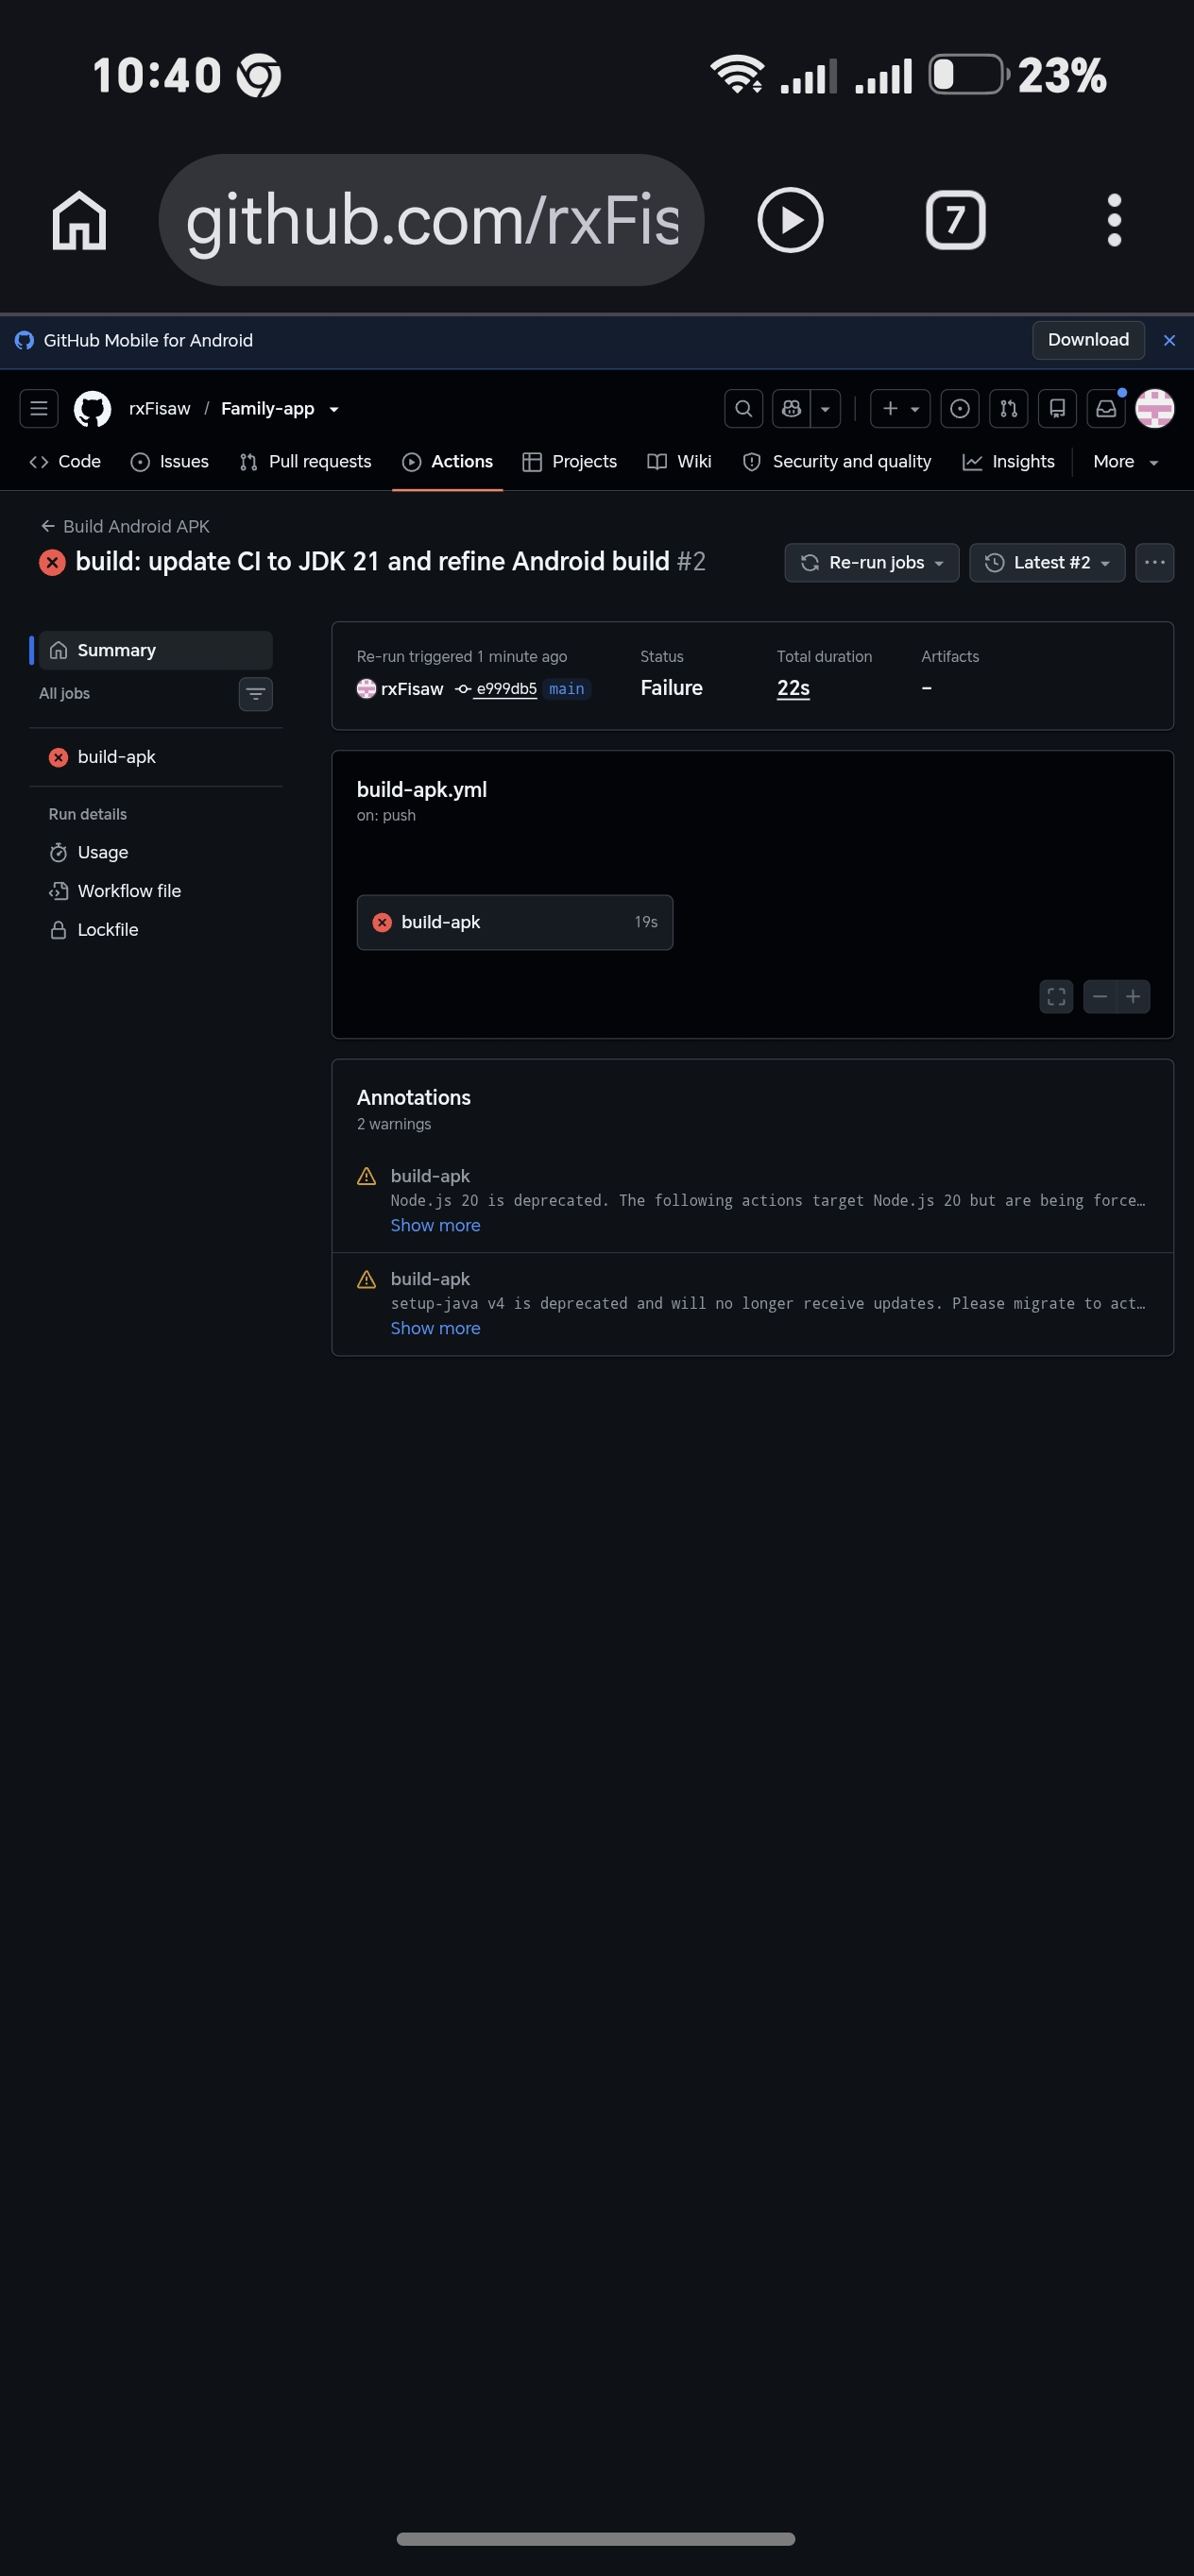 10:40
23%
github.com/rxFis
7
GitHub Mobile for Android
Download
rxFisaw / Family-app
Code
Issues
Pull requests
Actions
Projects
Wiki
Security and quality
Insights
More
Build Android APK
build: update CI to JDK 21 and refine Android build #2
Re-run jobs
Latest #2
Summary
All jobs
build-apk
Run details
Usage
Workflow file
Lockfile
Re-run triggered 1 minute ago
rxFisaw e999db5 main
Status
Failure
Total duration
22s
Artifacts
–
build-apk.yml
on: push
build-apk
19s
Annotations
2 warnings
build-apk
Node.js 20 is deprecated. The following actions target Node.js 20 but are being force…
Show more
build-apk
setup-java v4 is deprecated and will no longer receive updates. Please migrate to act…
Show more